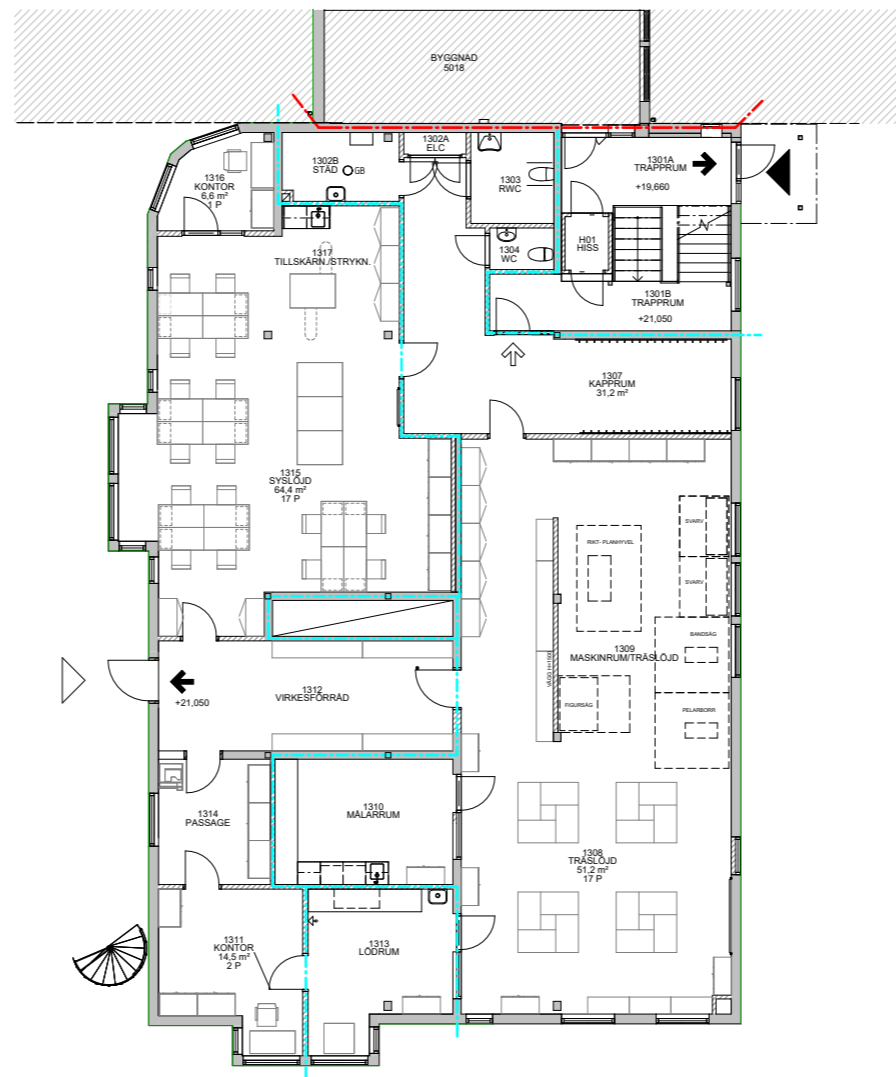 BYGGNAD
5018
1302A
ELC
1302B
STÄD
GB
1303
RWC
1301A
TRAPPRUM
+19,660
1316
KONTOR
6,6 m²
1 P
1304
WC
H01
HISS
1317
TILLSKÄRN./STRYKN.
1301B
TRAPPRUM
+21,050
1307
KAPPRUM
31,2 m²
1315
SYSLÖJD
64,4 m²
17 P
SVARV
RIKT- PLANHYVEL
SVARV
BANDSÅG
1309
MASKINRUM/TRÄSLÖJD
VÄGG H=1500
FIGURSÅG
PELARBORR
1312
VIRKESFÖRRÅD
+21,050
1314
PASSAGE
1310
MÅLARRUM
1308
TRÄSLÖJD
51,2 m²
17 P
1311
KONTOR
14,5 m²
2 P
1313
LÖDRUM